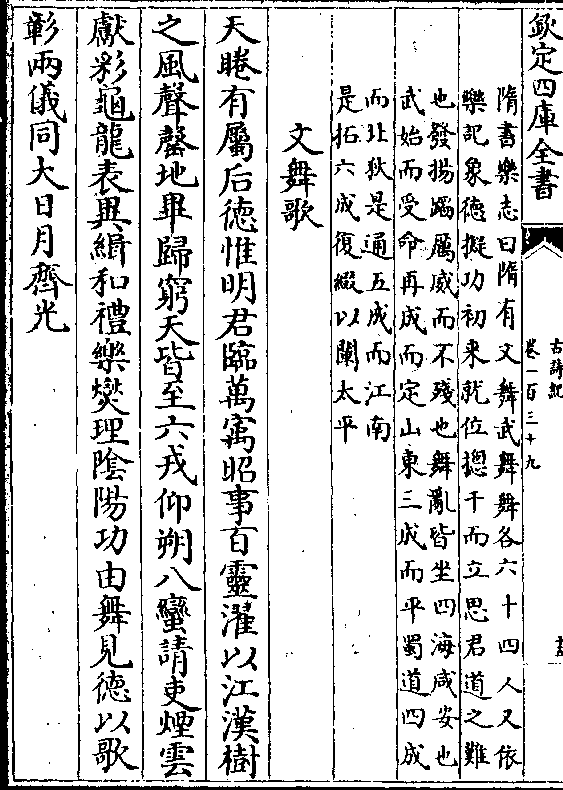 欽定四庫全書
古詩紀
卷一百三十九
隋書樂志曰隋有文舞武舞舞各六十四人又依
樂記象德擬功初来就位揔干而立思君道之難
也發揚蹈厲威而不殘也舞亂皆坐四海咸安也
武始而受命再成而定山東三成而平蜀道四成
而北狄是通五成而江南
是拓六成復綴以闡太平
文舞歌
天睠有屬后德惟明君臨萬寓昭事百靈濯以江漢樹
之風聲罄地畢歸窮天皆至六戎仰朔八蠻請吏煙雲
獻彩龜龍表異緝和禮樂燮理隂陽功由舞見德以歌
彰兩儀同大日月齊光